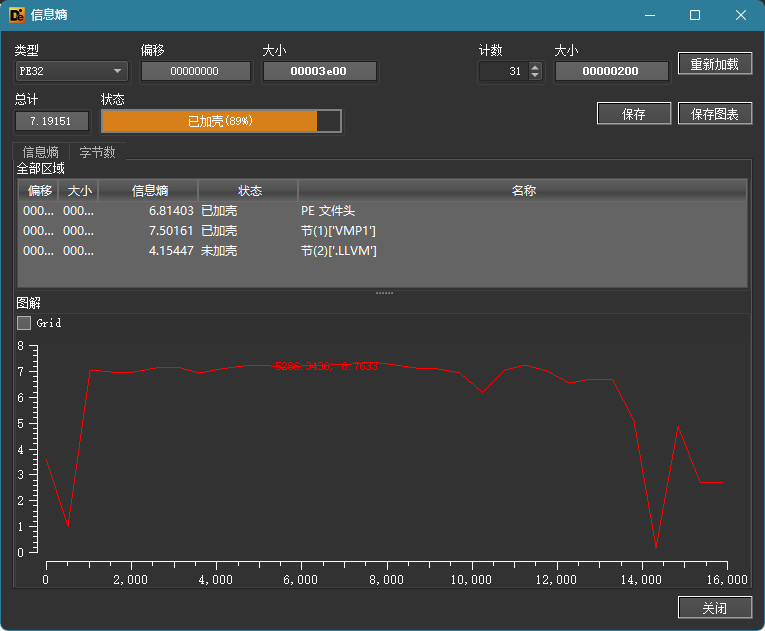 De 信息熵
类型 偏移 大小 计数 大小
PE32 00000000 00003e00 31 00000200 重新加载
总计 状态
7.19151 已加壳(89%) 保存 保存图表
信息熵 字节数
全部区域
偏移 大小 信息熵 状态 名称
000... 000... 6.81403 已加壳 PE 文件头
000... 000... 7.50161 已加壳 节(1)['VMP1']
000... 000... 4.15447 未加壳 节(2)['.LLVM']
图解
Grid
8
7
6
5
4
3
2
1
0
0 2,000 4,000 6,000 8,000 10,000 12,000 14,000 16,000
关闭